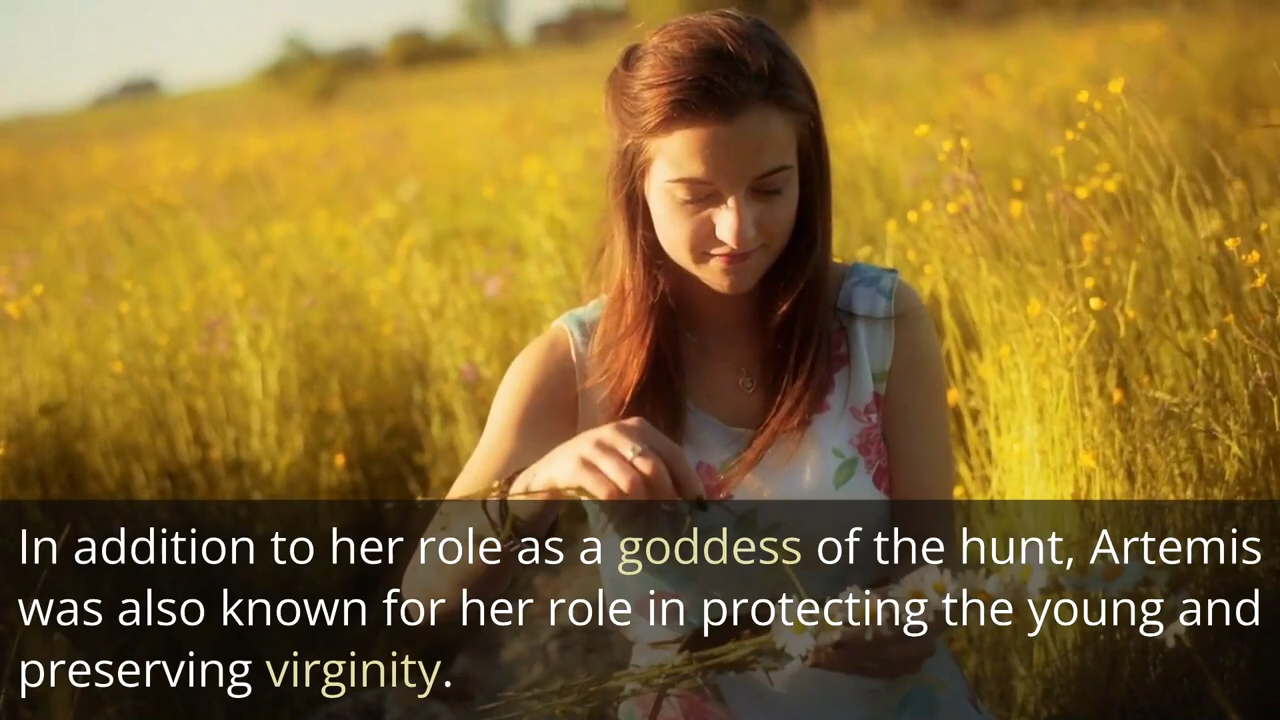 In addition to her role as a goddess of the hunt, Artemis
was also known for her role in protecting the young and
preserving virginity.